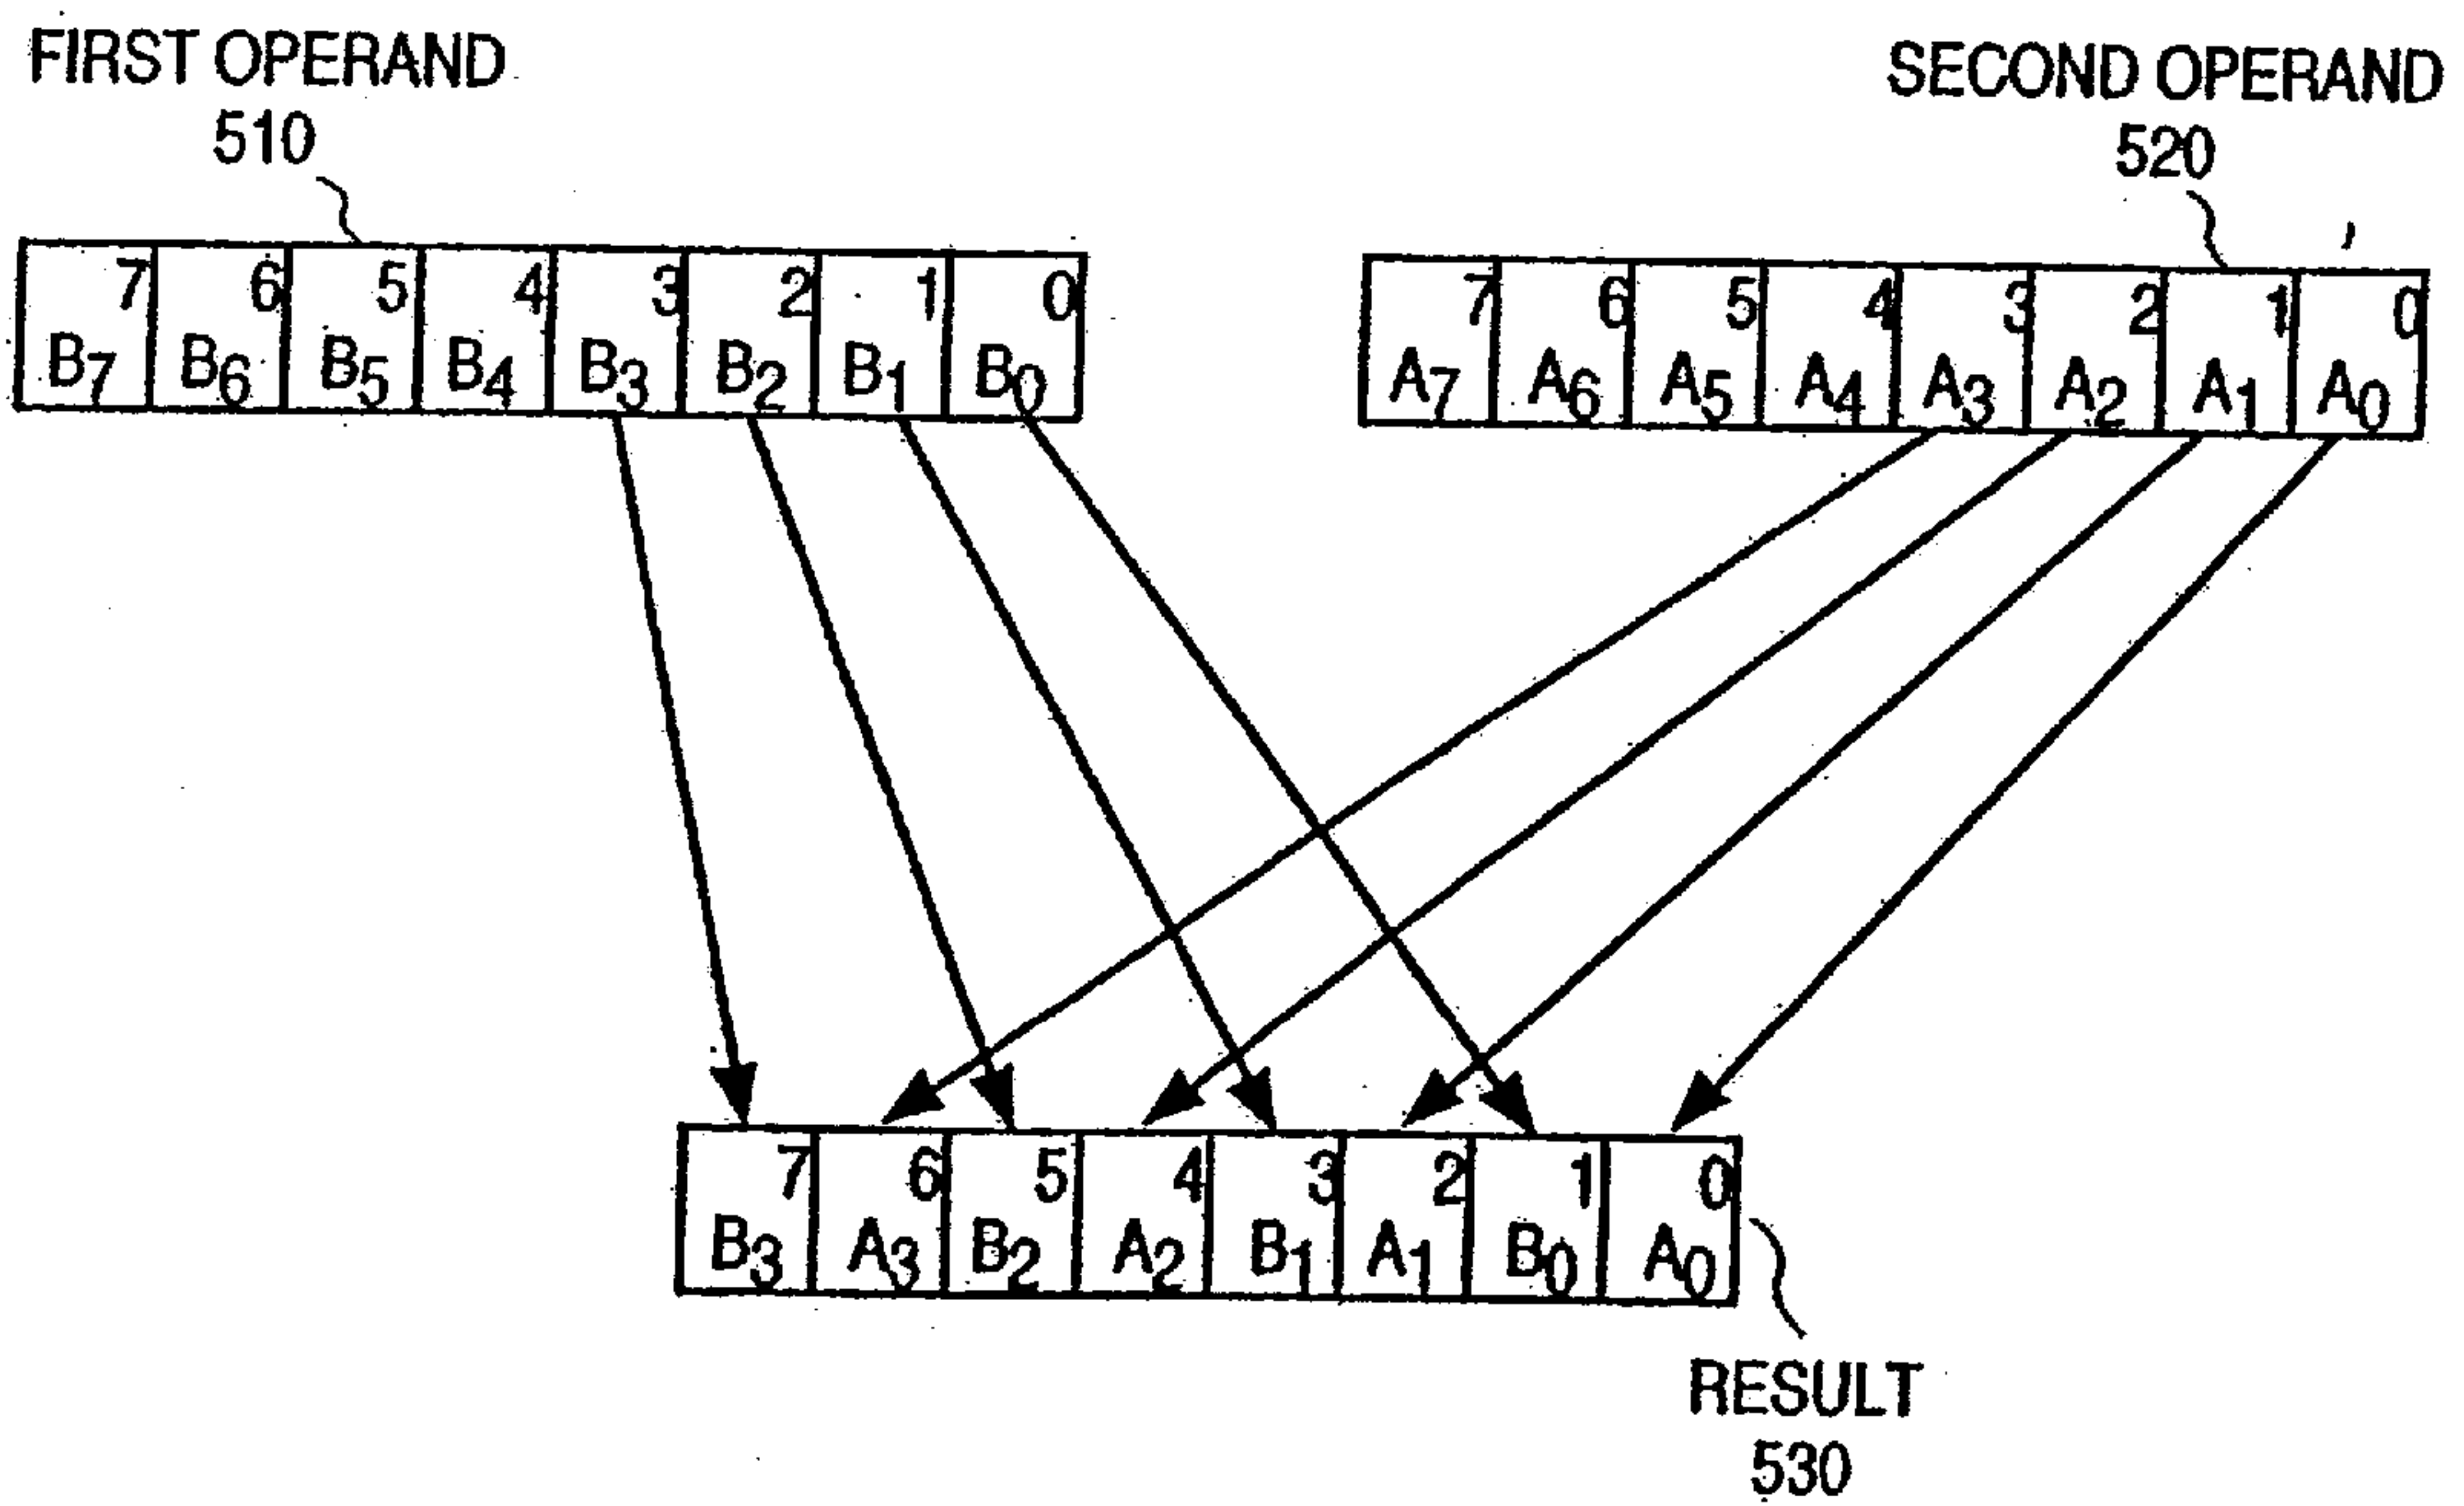 FIRST OPERAND
510
SECOND OPERAND
520
7 6 5 4 3 2 1 0
B7 B6 B5 B4 B3 B2 B1 B0
7 6 5 4 3 2 1 0
A7 A6 A5 A4 A3 A2 A1 A0
7 6 5 4 3 2 1 0
B3 A3 B2 A2 B1 A1 B0 A0
RESULT
530